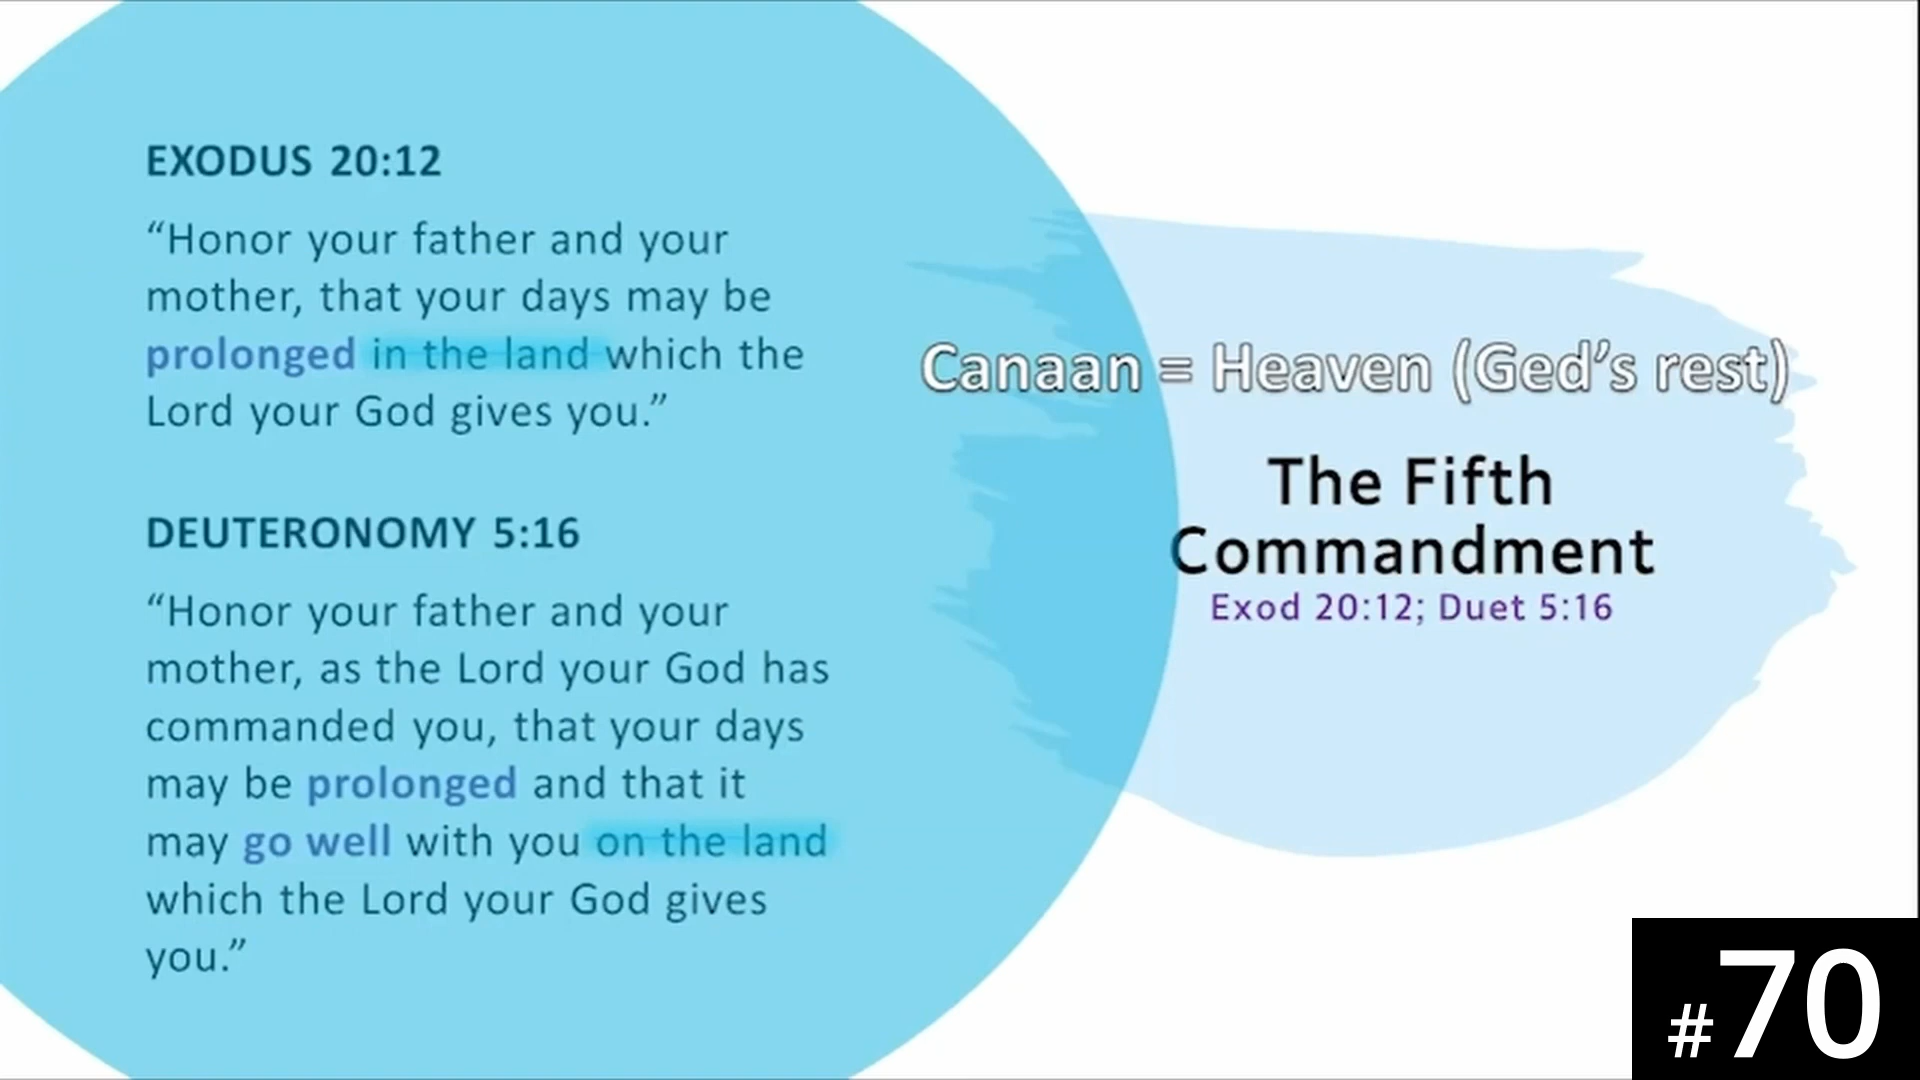 EXODUS 20:12
“Honor your father and your
mother, that your days may be
prolonged in the land which the
Lord your God gives you.”
DEUTERONOMY 5:16
“Honor your father and your
mother, as the Lord your God has
commanded you, that your days
may be prolonged and that it
may go well with you on the land
which the Lord your God gives
you.”
Canaan = Heaven (Ged’s rest)
The Fifth
Commandment
Exod 20:12; Duet 5:16
#70